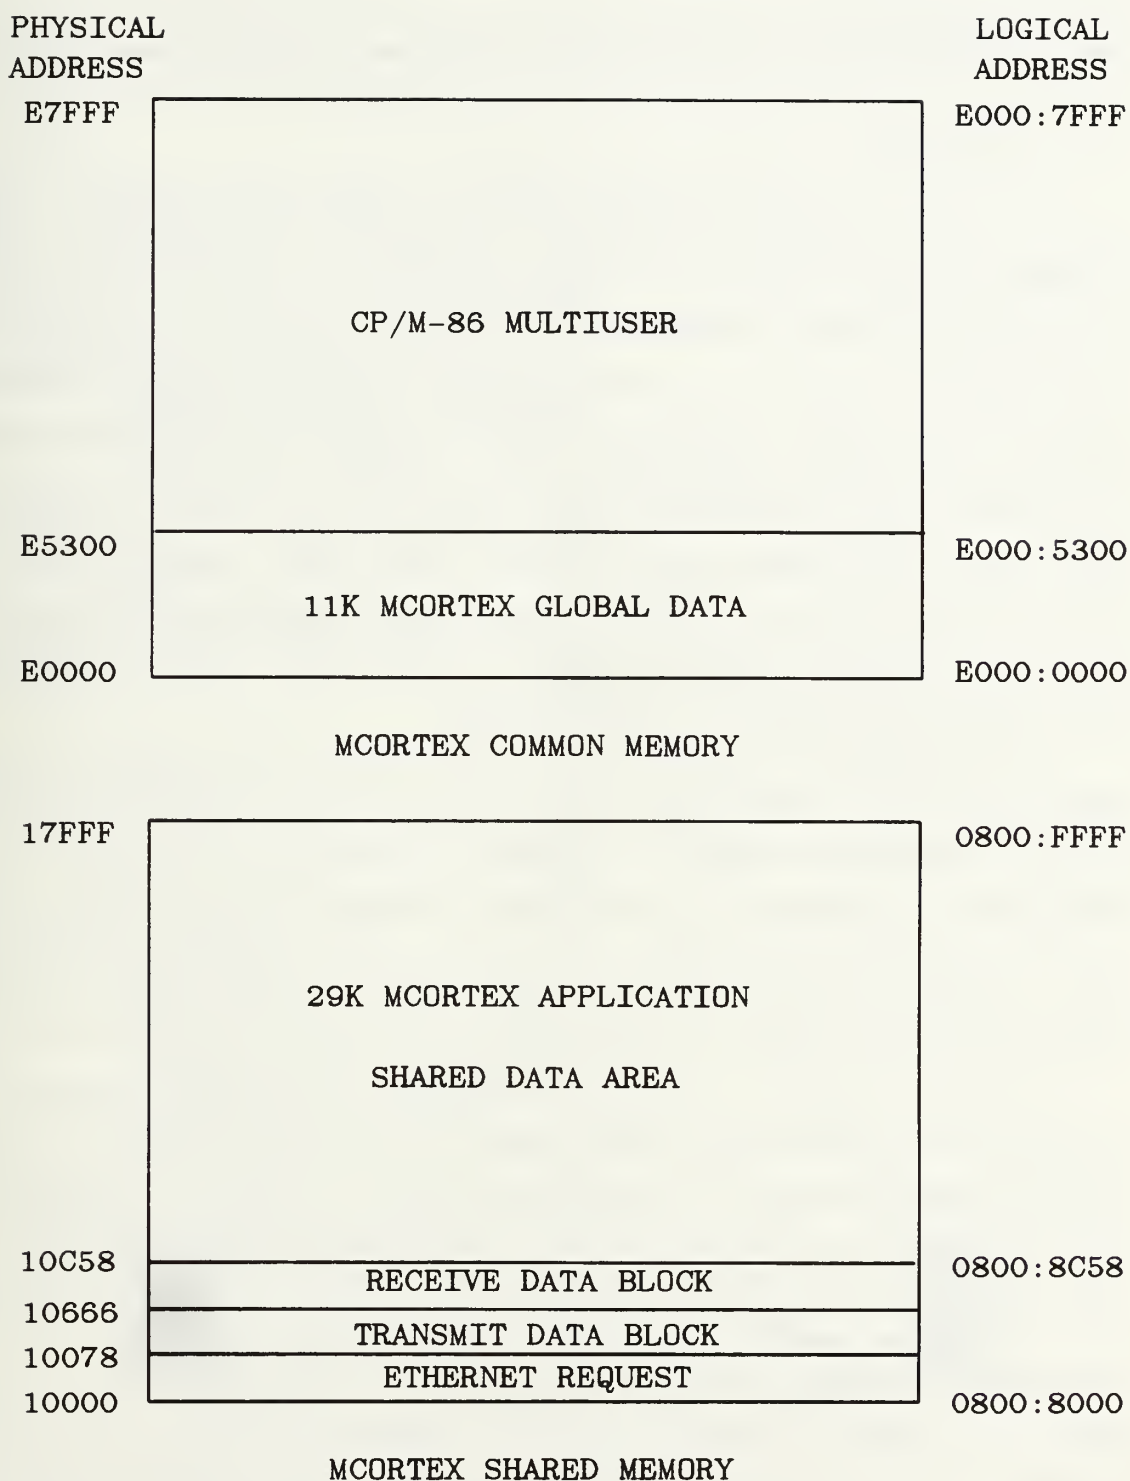 PHYSICAL LOGICAL
ADDRESS ADDRESS
E7FFF E000:7FFF
CP/M-86 MULTIUSER
E5300 E000:5300
11K MCORTEX GLOBAL DATA
E0000 E000:0000
MCORTEX COMMON MEMORY
17FFF 0800:FFFF
29K MCORTEX APPLICATION
SHARED DATA AREA
10C58 0800:8C58
RECEIVE DATA BLOCK
10666
TRANSMIT DATA BLOCK
10078
ETHERNET REQUEST
10000 0800:8000
MCORTEX SHARED MEMORY